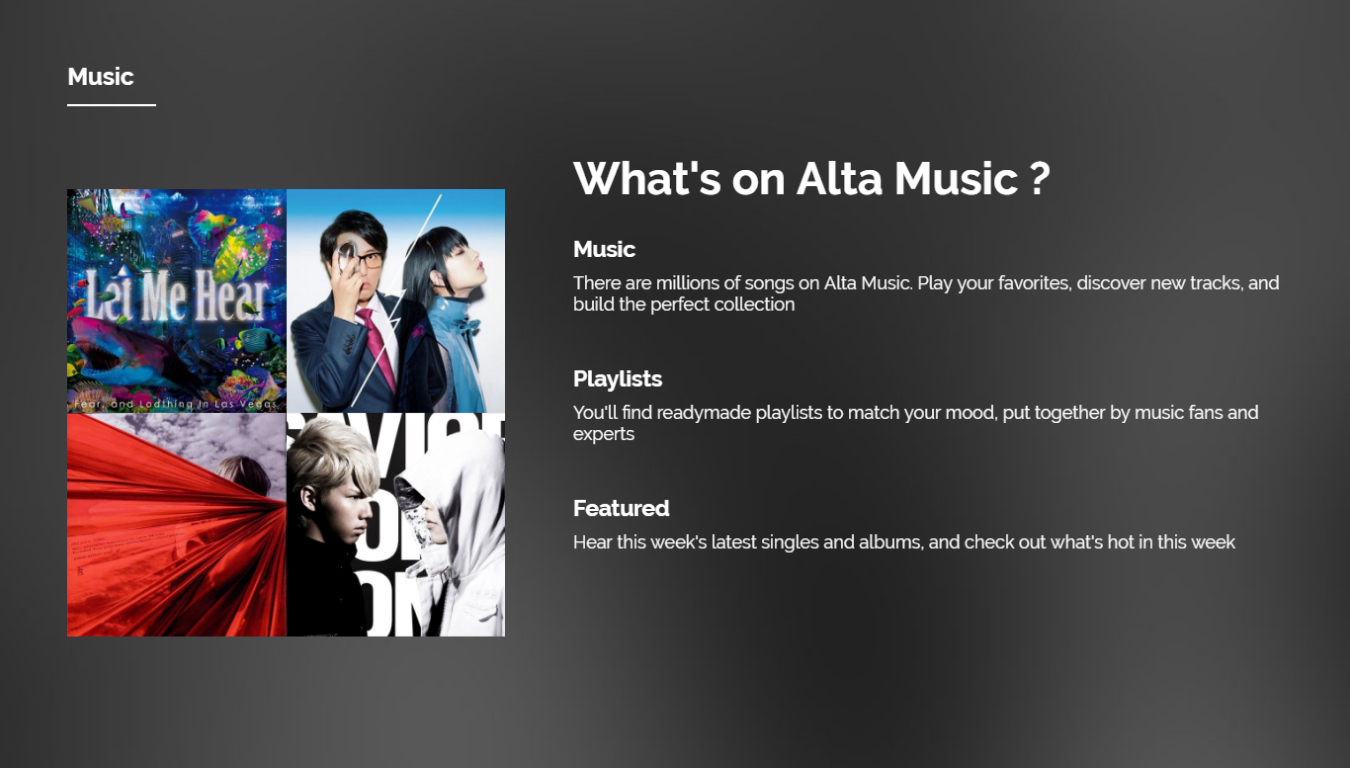 Music
What's on Alta Music ?
Music
There are millions of songs on Alta Music. Play your favorites, discover new tracks, and
build the perfect collection
Playlists
You'll find readymade playlists to match your mood, put together by music fans and
experts
Featured
Hear this week's latest singles and albums, and check out what's hot in this week
Let Me Hear
Fear, and Loathing in Las Vegas